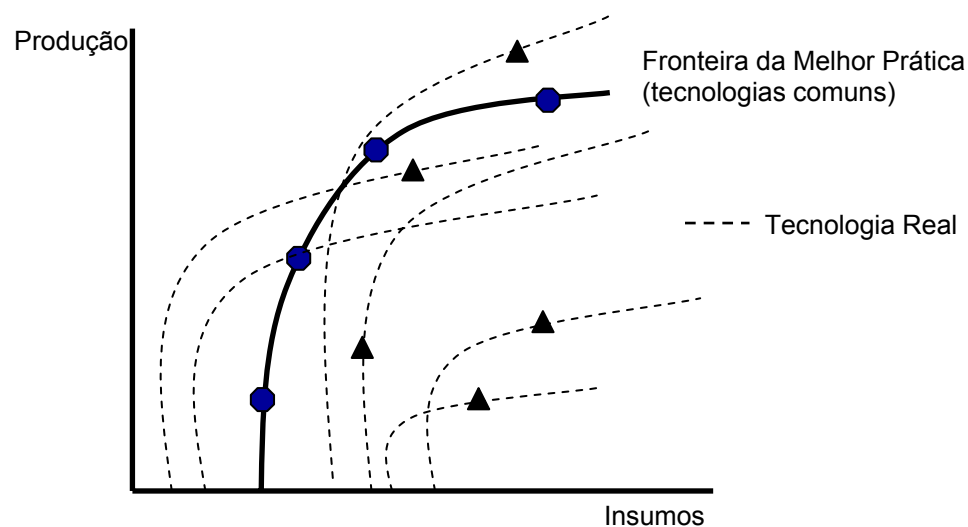 Produção
Fronteira da Melhor Prática
(tecnologias comuns)
Tecnologia Real
Insumos